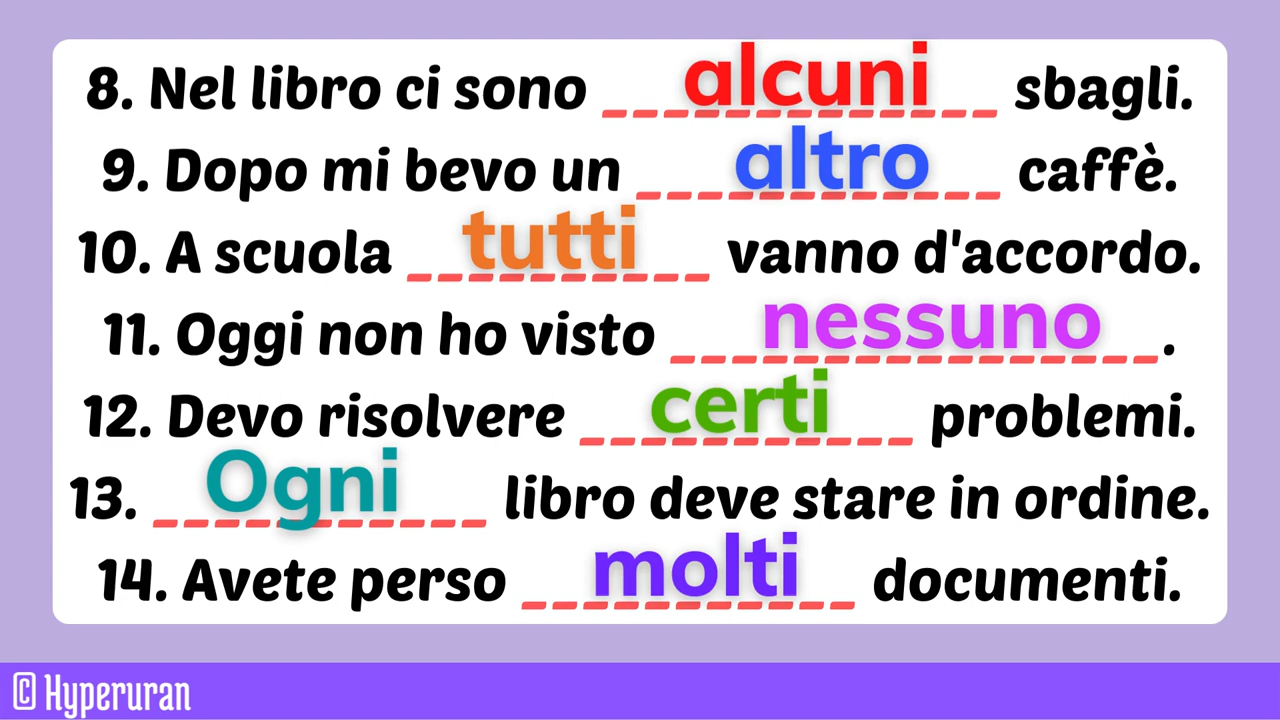 8. Nel libro ci sono alcuni sbagli.
9. Dopo mi bevo un altro caffè.
10. A scuola tutti vanno d'accordo.
11. Oggi non ho visto nessuno.
12. Devo risolvere certi problemi.
13. Ogni libro deve stare in ordine.
14. Avete perso molti documenti.
© Hyperuran